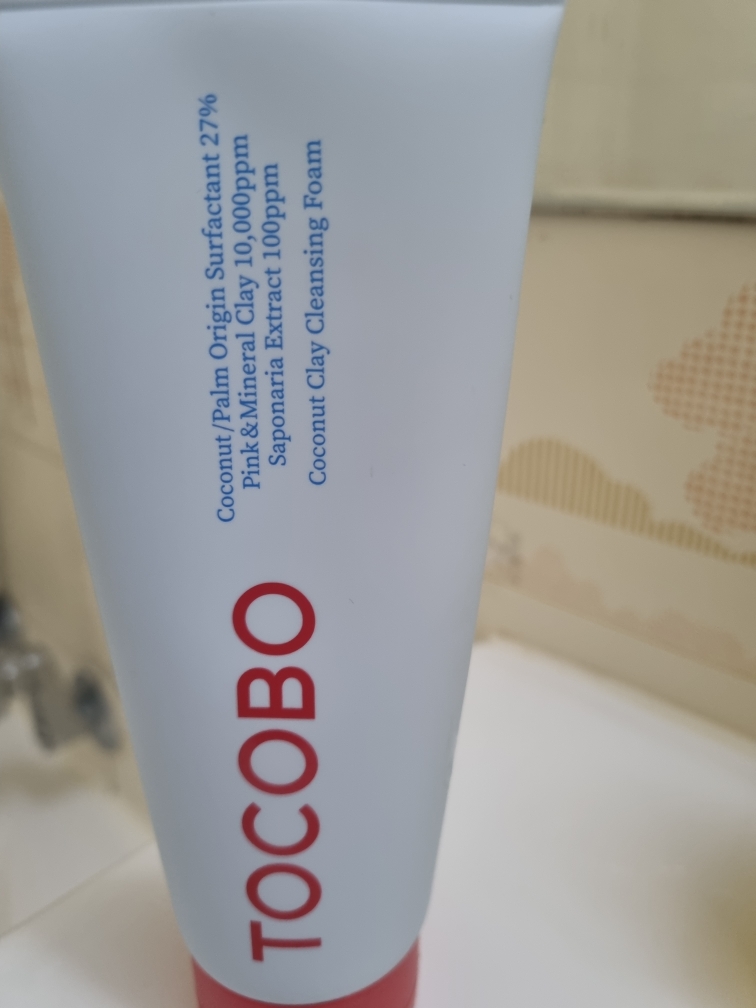 Coconut/Palm Origin Surfactant 27%
Pink&Mineral Clay 10,000ppm
Saponaria Extract 100ppm
Coconut Clay Cleansing Foam
TOCOBO